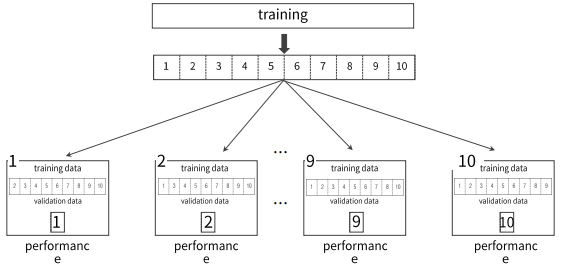 training
1 2 3 4 5 6 7 8 9 10
1 2 ... 9 10
training data training data training data training data
2 3 4 5 6 7 8 9 10 1 3 4 5 6 7 8 9 10 1 2 3 4 5 6 7 8 10 1 2 3 4 5 6 7 8 9
validation data validation data ... validation data validation data
1 2 9 10
performanc performanc performanc performanc
e e e e